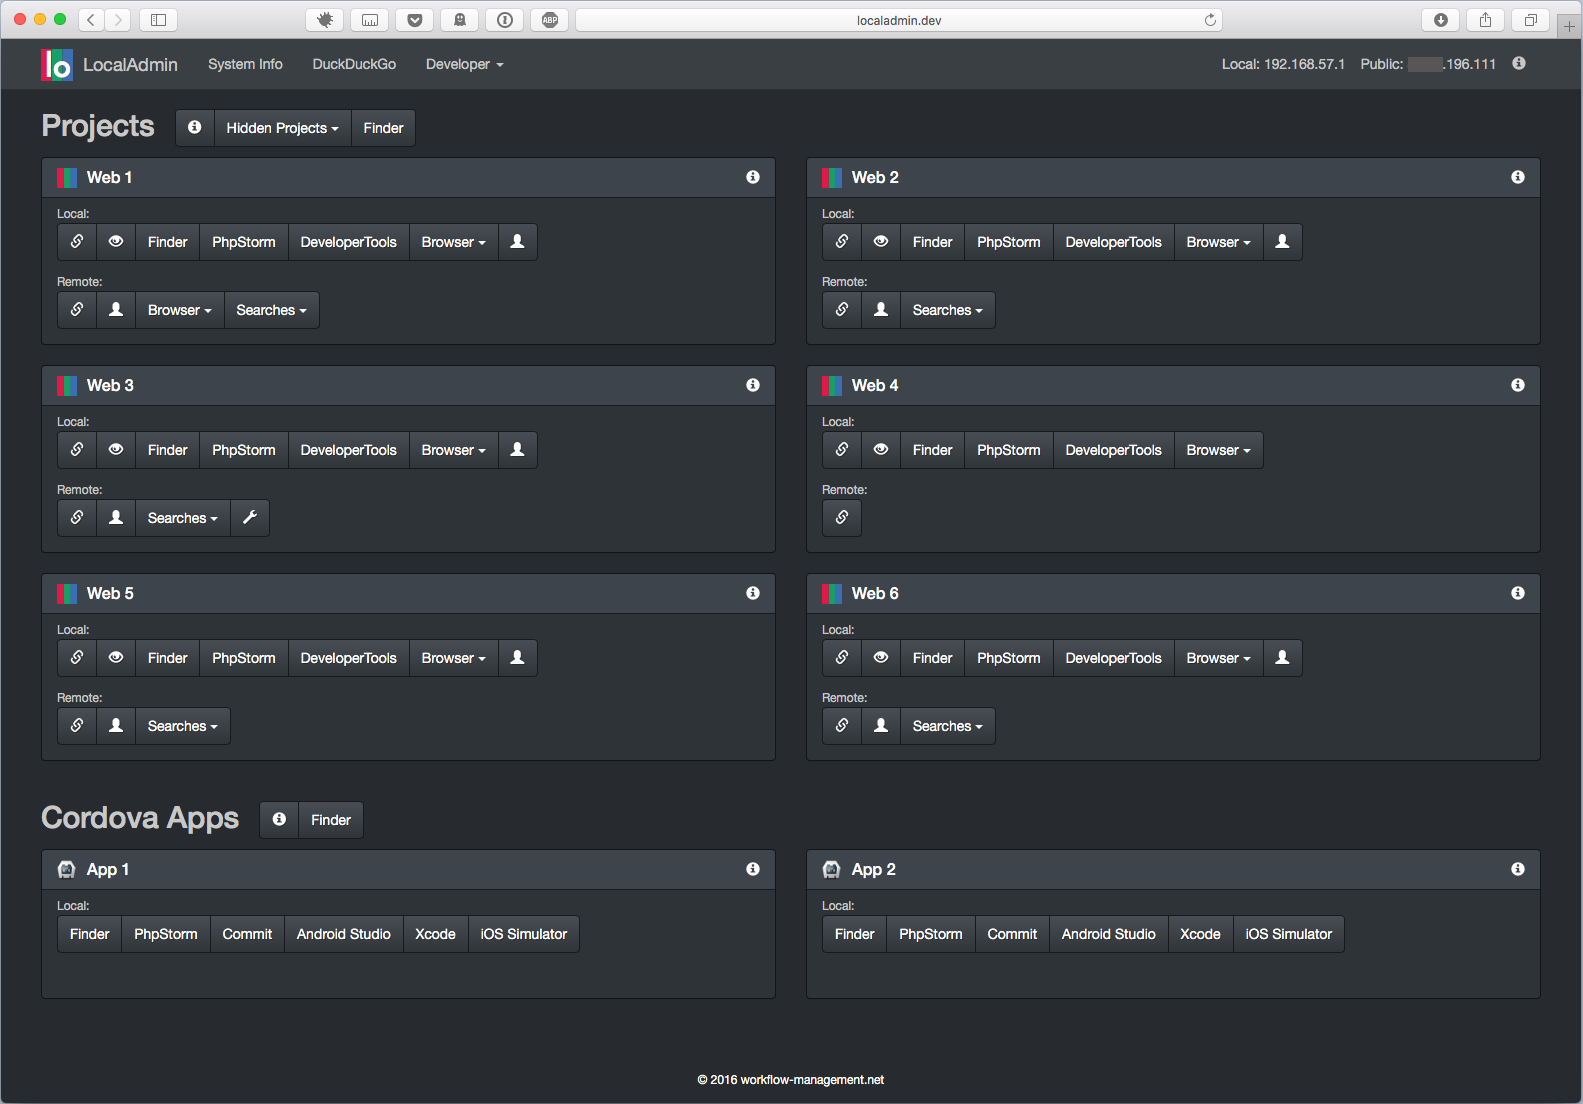 ABP localadmin.dev
lo LocalAdmin System Info DuckDuckGo Developer Local: 192.168.57.1 Public: .196.111
Projects Hidden Projects Finder
Web 1
Local:
Finder PhpStorm DeveloperTools Browser
Remote:
Browser Searches
Web 2
Local:
Finder PhpStorm DeveloperTools Browser
Remote:
Searches
Web 3
Local:
Finder PhpStorm DeveloperTools Browser
Remote:
Searches
Web 4
Local:
Finder PhpStorm DeveloperTools Browser
Remote:
Web 5
Local:
Finder PhpStorm DeveloperTools Browser
Remote:
Searches
Web 6
Local:
Finder PhpStorm DeveloperTools Browser
Remote:
Searches
Cordova Apps Finder
App 1
Local:
Finder PhpStorm Commit Android Studio Xcode iOS Simulator
App 2
Local:
Finder PhpStorm Commit Android Studio Xcode iOS Simulator
© 2016 workflow-management.net